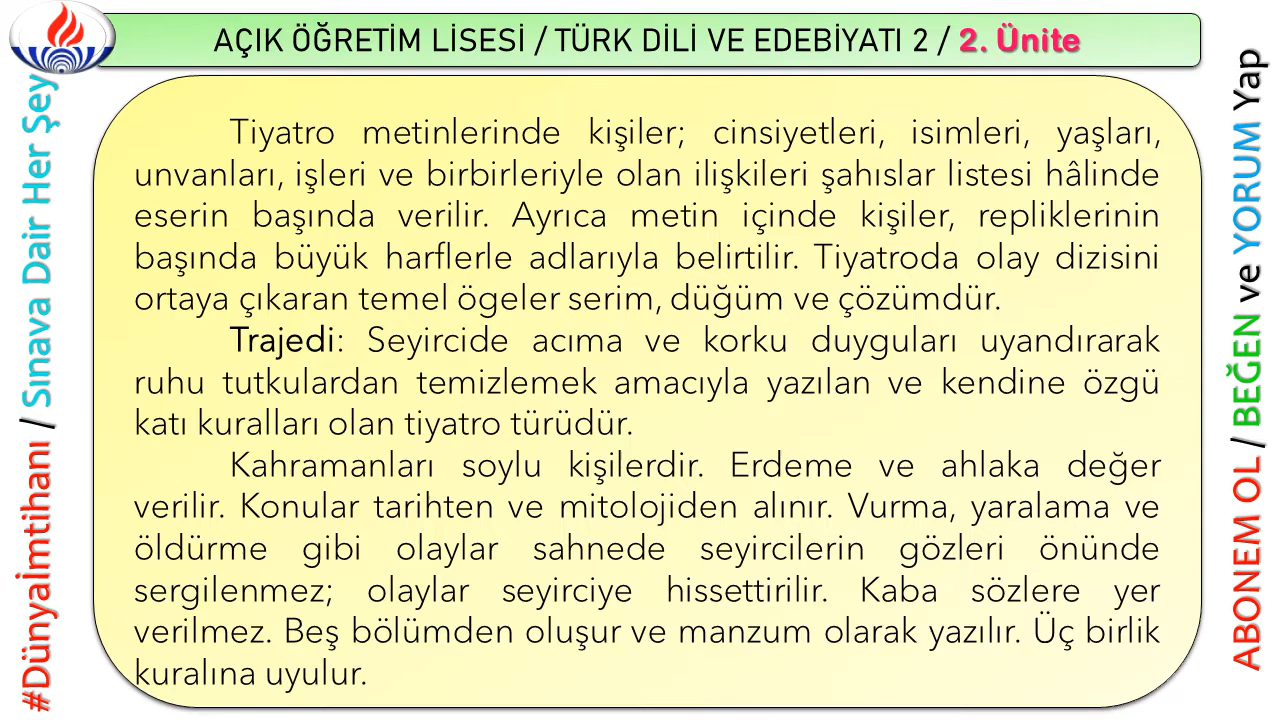 AÇIK ÖĞRETİM LİSESİ / TÜRK DİLİ VE EDEBİYATI 2 / 2. Ünite
#Dünyaİmtihanı / Sınava Dair Her Şey
Tiyatro metinlerinde kişiler; cinsiyetleri, isimleri, yaşları,
unvanları, işleri ve birbirleriyle olan ilişkileri şahıslar listesi hâlinde
eserin başında verilir. Ayrıca metin içinde kişiler, repliklerinin
başında büyük harflerle adlarıyla belirtilir. Tiyatroda olay dizisini
ortaya çıkaran temel ögeler serim, düğüm ve çözümdür.
Trajedi: Seyircide acıma ve korku duyguları uyandırarak
ruhu tutkulardan temizlemek amacıyla yazılan ve kendine özgü
katı kuralları olan tiyatro türüdür.
Kahramanları soylu kişilerdir. Erdeme ve ahlaka değer
verilir. Konular tarihten ve mitolojiden alınır. Vurma, yaralama ve
öldürme gibi olaylar sahnede seyircilerin gözleri önünde
sergilenmez; olaylar seyirciye hissettirilir. Kaba sözlere yer
verilmez. Beş bölümden oluşur ve manzum olarak yazılır. Üç birlik
kuralına uyulur.
ABONEM OL / BEĞEN ve YORUM Yap